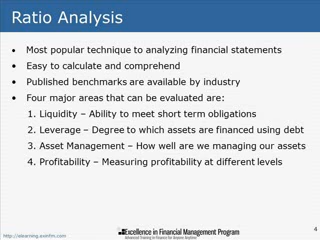 Ratio Analysis
• Most popular technique to analyzing financial statements
• Easy to calculate and comprehend
• Published benchmarks are available by industry
• Four major areas that can be evaluated are:
1. Liquidity – Ability to meet short term obligations
2. Leverage – Degree to which assets are financed using debt
3. Asset Management – How well are we managing our assets
4. Profitability – Measuring profitability at different levels
4
Excellence in Financial Management Program
Advanced Training in Finance for Anyone Anytime!
http://elearning.exinfm.com